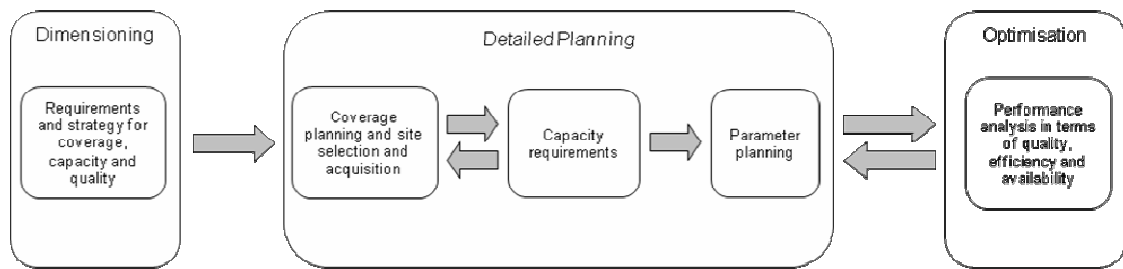 Dimensioning
Requirements
and strategy for
coverage,
capacity and
quality
Detailed Planning
Coverage
planning and site
selection and
acquisition
Capacity
requirements
Parameter
planning
Optimisation
Performance
analysis in terms
of quality,
efficiency and
availability